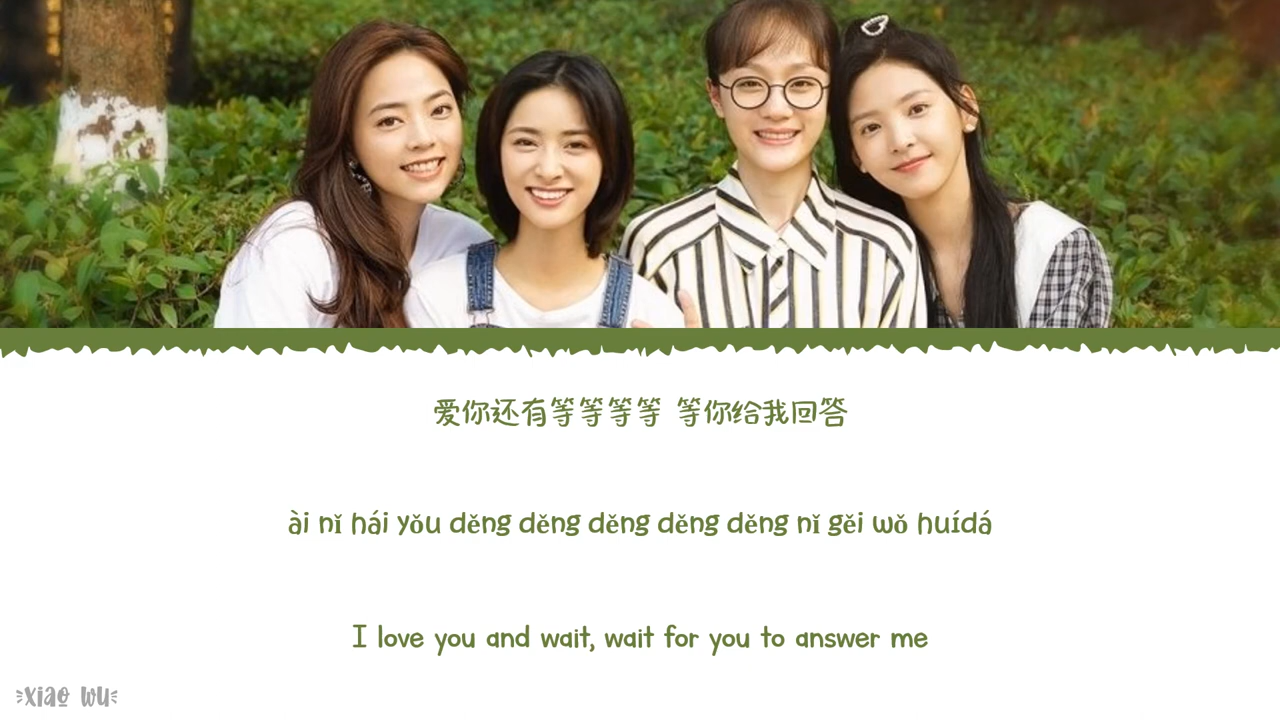 爱你还有等等等等 等你给我回答
ài nǐ hái yǒu děng děng děng děng děng nǐ gěi wǒ huídá
I love you and wait, wait for you to answer me
xiao wu